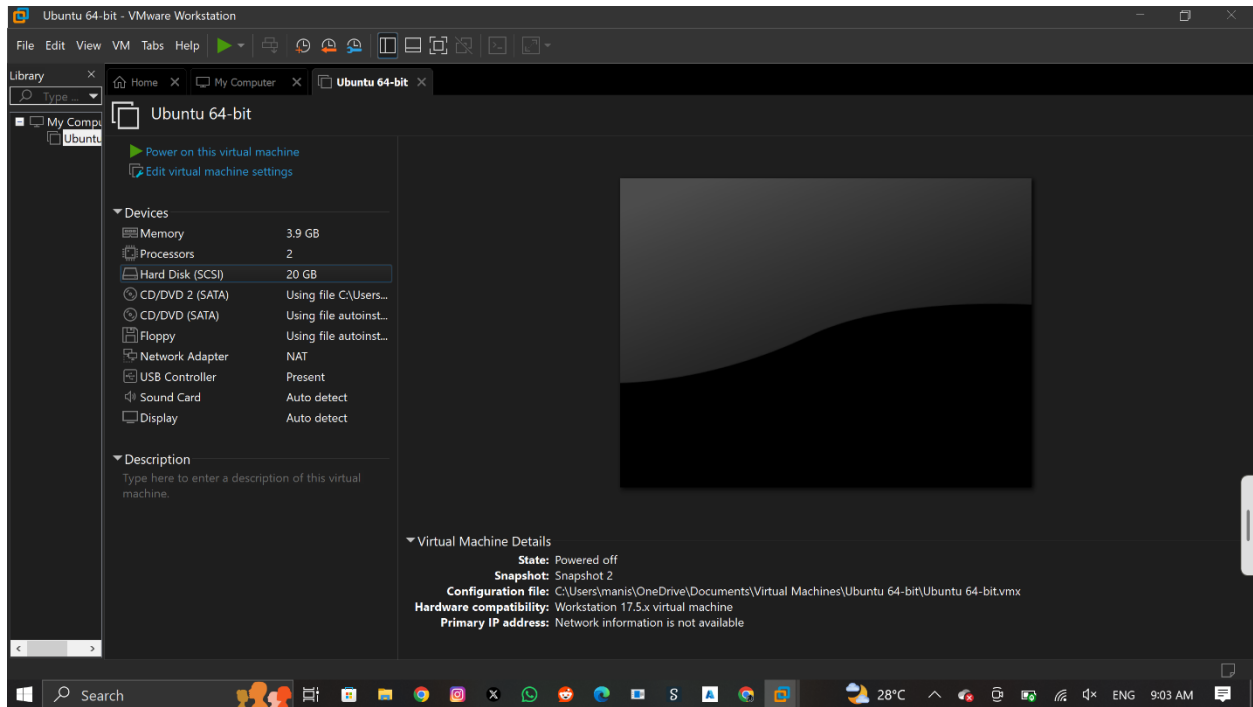 Ubuntu 64-bit - VMware Workstation
File Edit View VM Tabs Help
Library
Home My Computer Ubuntu 64-bit
Type ...
My Compu
Ubuntu
Ubuntu 64-bit
Power on this virtual machine
Edit virtual machine settings
Devices
Memory 3.9 GB
Processors 2
Hard Disk (SCSI) 20 GB
CD/DVD 2 (SATA) Using file C:\Users...
CD/DVD (SATA) Using file autoinst...
Floppy Using file autoinst...
Network Adapter NAT
USB Controller Present
Sound Card Auto detect
Display Auto detect
Description
Type here to enter a description of this virtual
machine.
Virtual Machine Details
State: Powered off
Snapshot: Snapshot 2
Configuration file: C:\Users\manis\OneDrive\Documents\Virtual Machines\Ubuntu 64-bit\Ubuntu 64-bit.vmx
Hardware compatibility: Workstation 17.5.x virtual machine
Primary IP address: Network information is not available
Search 28°C ENG 9:03 AM